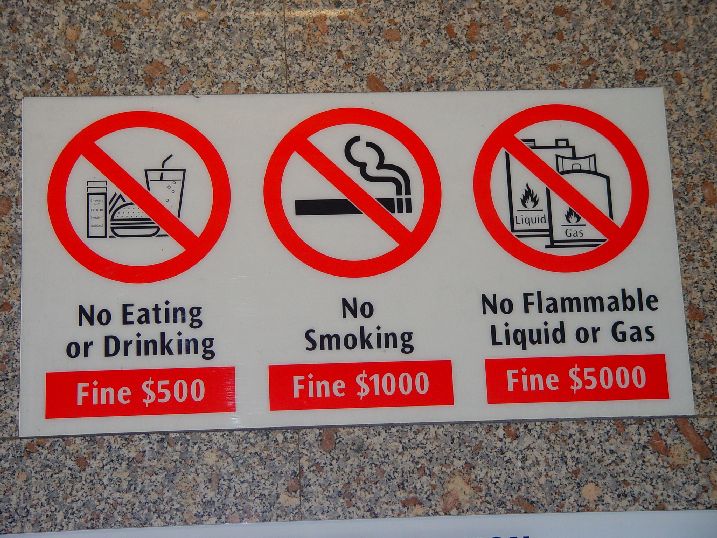 No Eating
or Drinking
Fine $500
No
Smoking
Fine $1000
Liquid
Gas
No Flammable
Liquid or Gas
Fine $5000